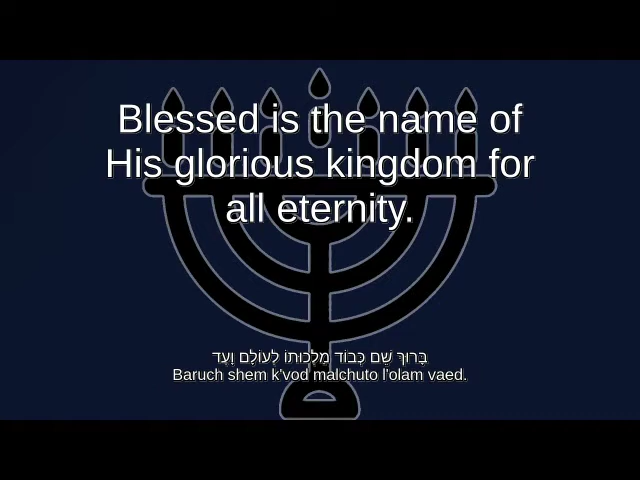 Blessed is the name of
His glorious kingdom for
all eternity.
בָּרוּךְ שֵׁם כְּבוֹד מַלְכוּתוֹ לְעוֹלָם וָעֶד
Baruch shem k'vod malchuto l'olam vaed.